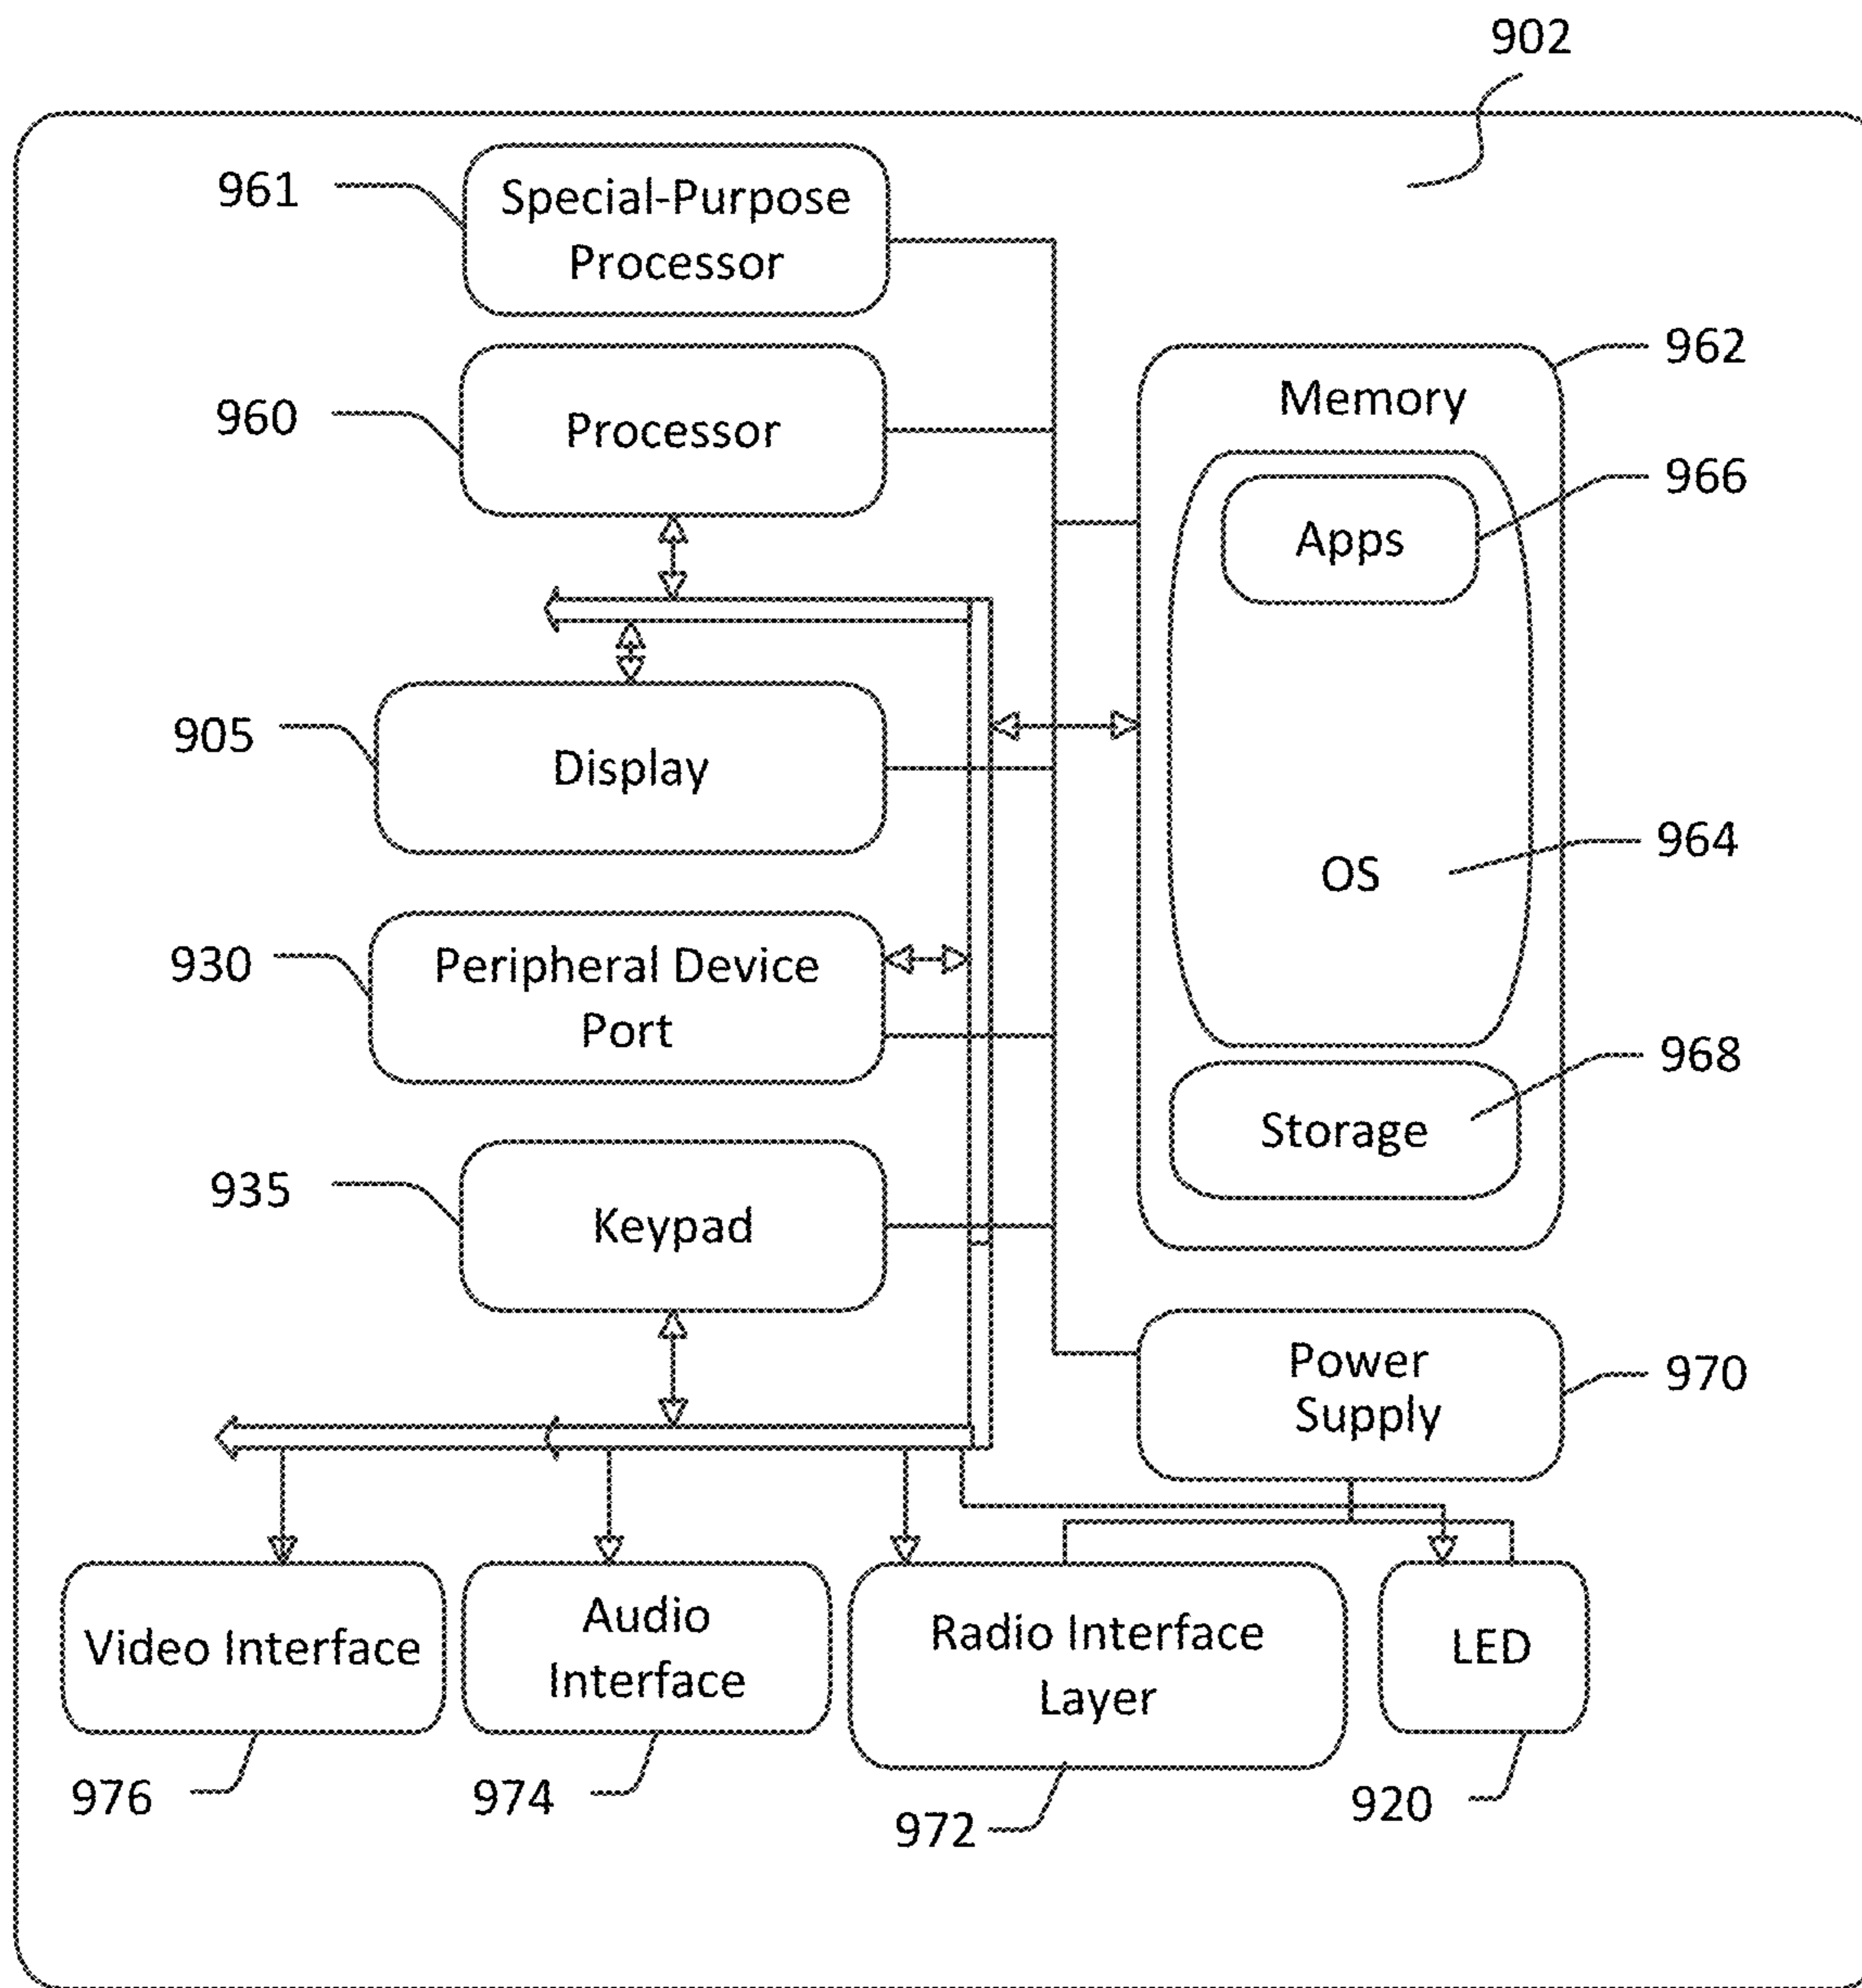 902
961
Special-Purpose
Processor
962
Memory
960
Processor
966
Apps
905
Display
964
OS
930
Peripheral Device
Port
968
Storage
935
Keypad
Power
Supply
970
Video Interface
Audio
Interface
Radio Interface
Layer
LED
976
974
972
920